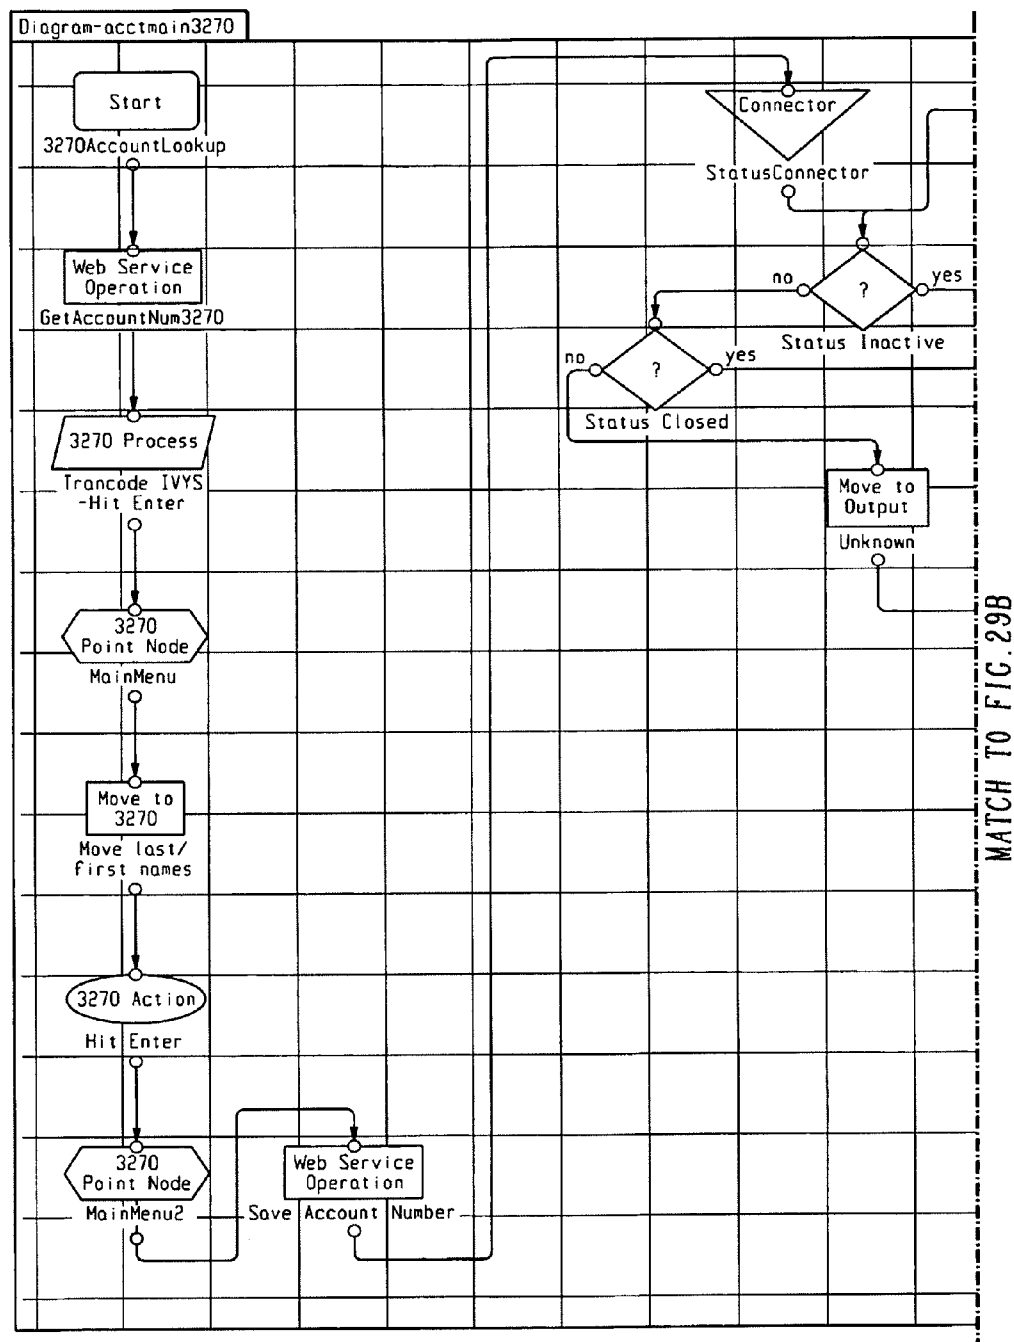 Diagram-acctmain3270
Start
3270AccountLookup
Web Service
Operation
GetAccountNum3270
3270 Process
Trancode IVYS
-Hit Enter
3270
Point Node
MainMenu
Move to
3270
Move last/
first names
3270 Action
Hit Enter
3270
Point Node
MainMenu2
Web Service
Operation
Save Account Number
Connector
StatusConnector
no
?
yes
Status Inactive
no
?
yes
Status Closed
Move to
Output
Unknown
MATCH TO FIG.29B